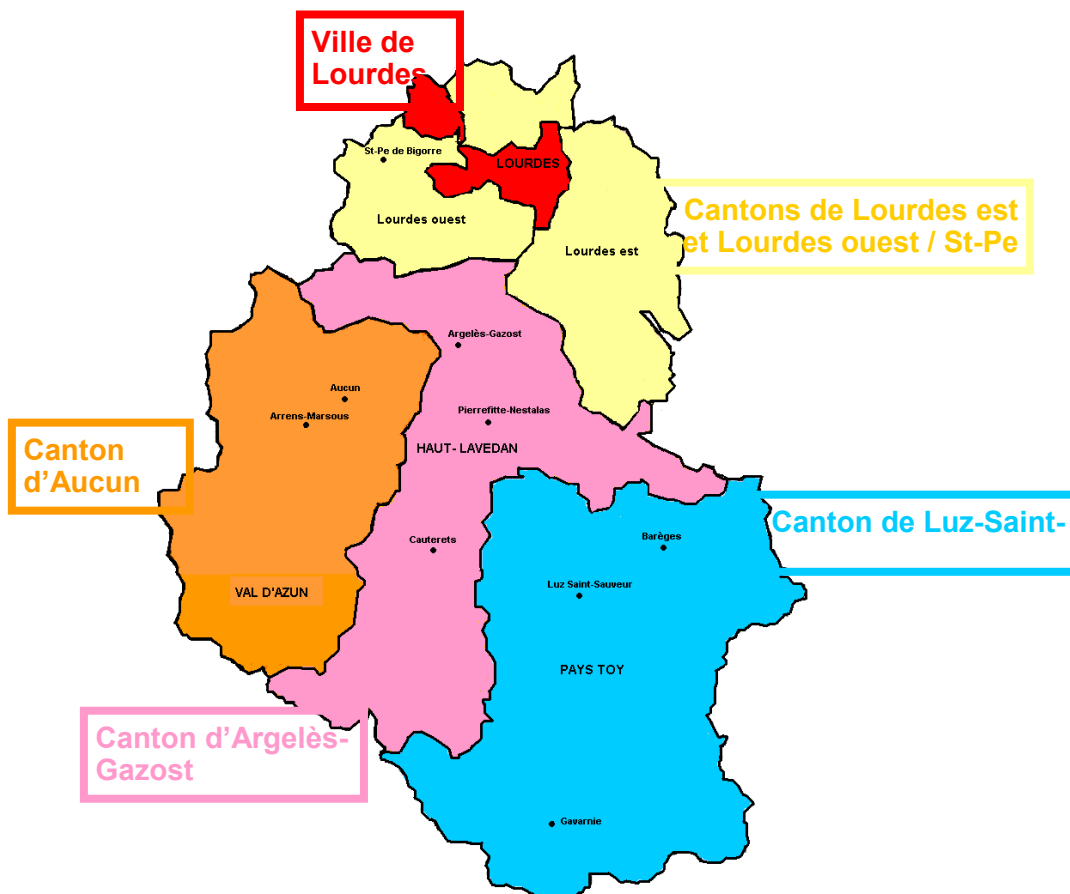 Ville de
Lourdes
St-Pe de Bigorre
LOURDES
Lourdes ouest
Cantons de Lourdes est
et Lourdes ouest / St-Pe
Lourdes est
Argelès-Gazost
Aucun
Arrens-Marsous
Pierrefitte-Nestalas
HAUT- LAVEDAN
Canton
d’Aucun
Canton de Luz-Saint-
Cauterets
Barèges
Luz Saint-Sauveur
VAL D'AZUN
PAYS TOY
Canton d’Argelès-
Gazost
Gavarnie